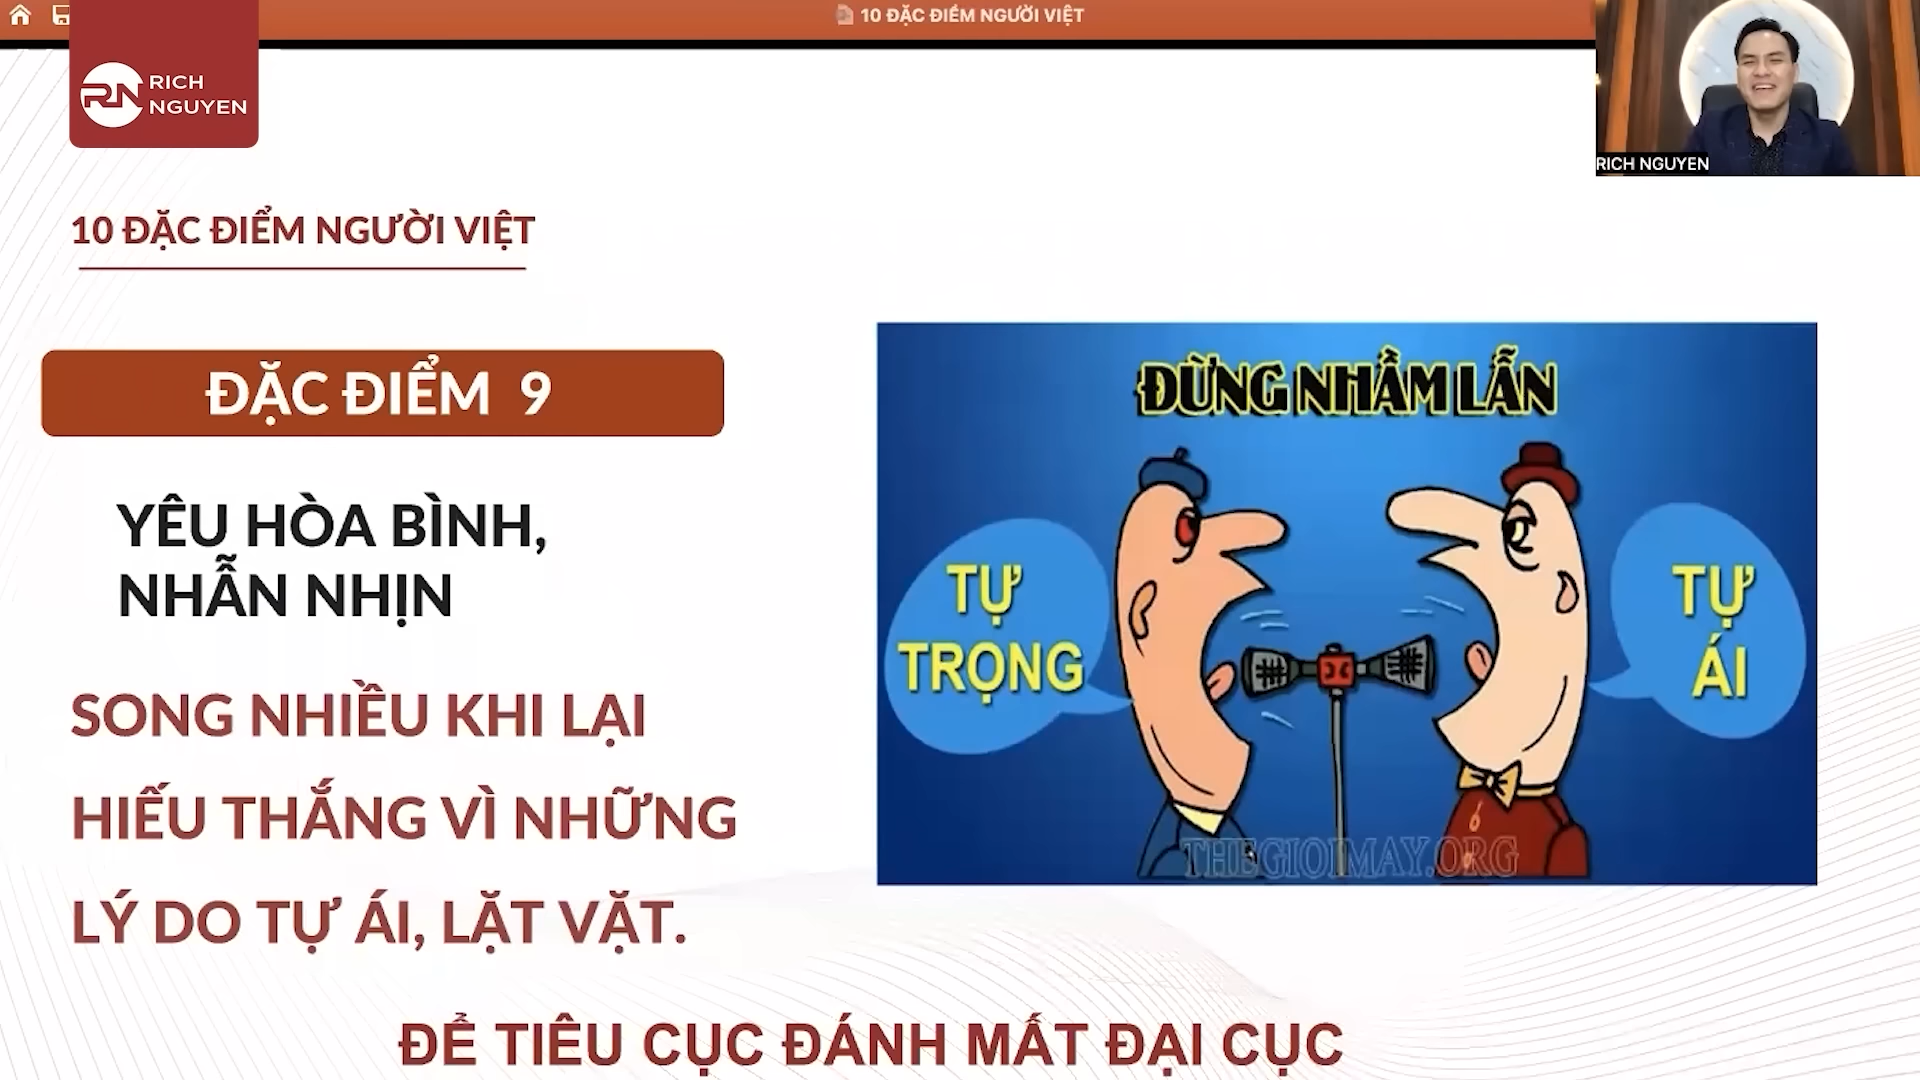 10 ĐẶC ĐIỂM NGƯỜI VIỆT
RICH
NGUYEN
RICH NGUYEN
10 ĐẶC ĐIỂM NGƯỜI VIỆT
ĐẶC ĐIỂM 9
YÊU HÒA BÌNH,
NHẪN NHỊN
SONG NHIỀU KHI LẠI
HIẾU THẮNG VÌ NHỮNG
LÝ DO TỰ ÁI, LẶT VẶT.
ĐỪNG NHẦM LẪN
TỰ
TRỌNG
TỰ
ÁI
THEGIOIMAY.ORG
ĐỂ TIÊU CỤC ĐÁNH MẤT ĐẠI CỤC